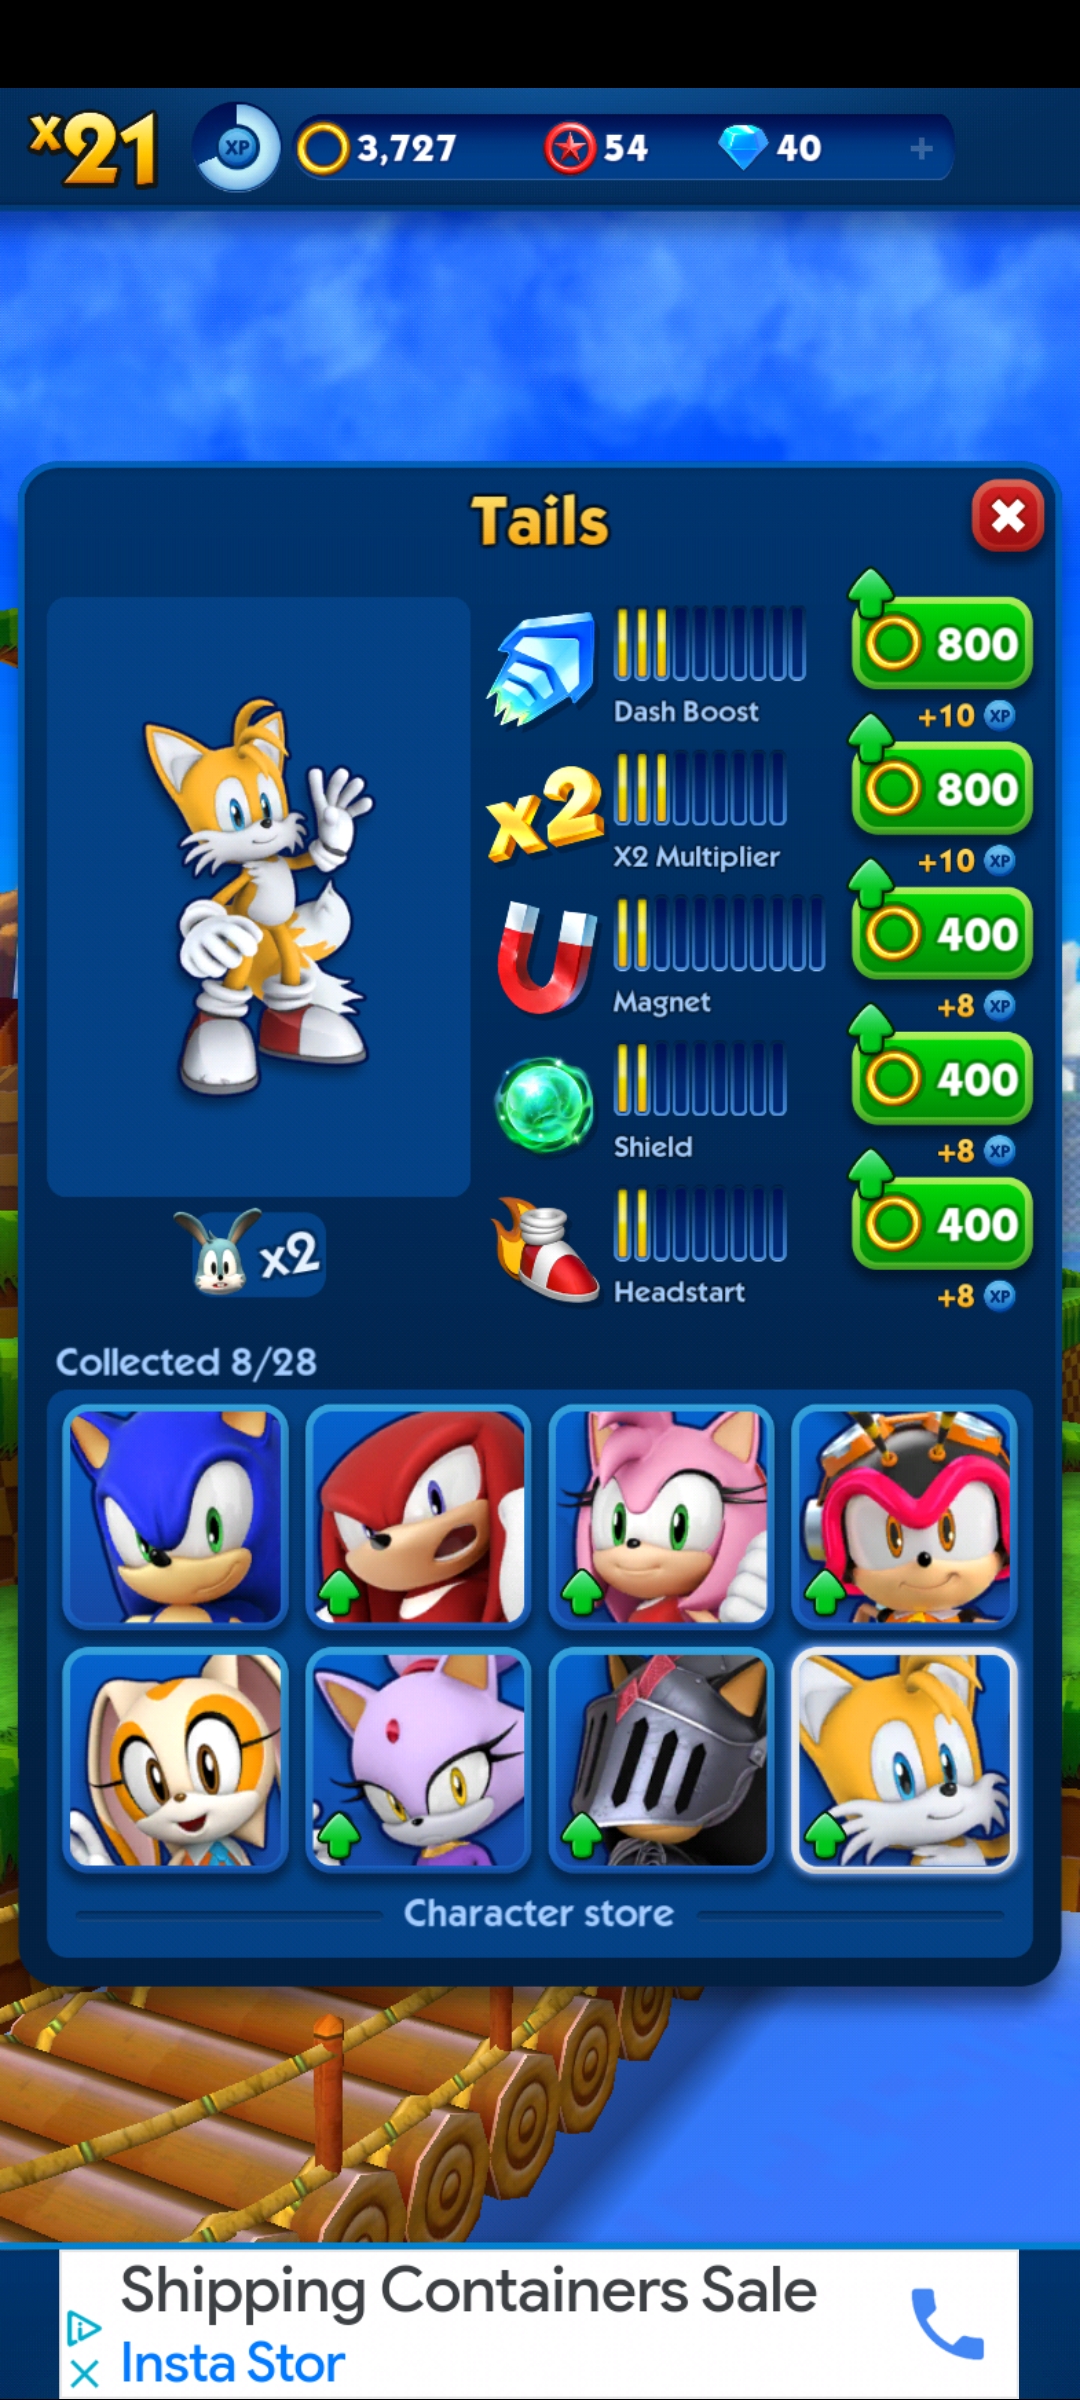 x21
XP
3,727
54
40
+
Tails
800
Dash Boost
+10 XP
x2
800
X2 Multiplier
+10 XP
400
Magnet
+8 XP
400
Shield
+8 XP
x2
400
Headstart
+8 XP
Collected 8/28
Character store
Shipping Containers Sale
Insta Stor